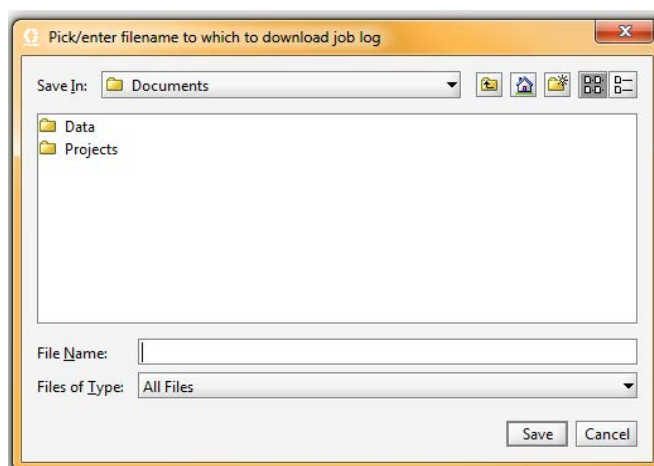 Pick/enter filename to which to download job log
Save In: Documents
Data
Projects
File Name:
Files of Type: All Files
Save Cancel